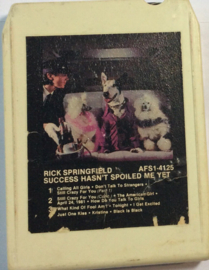 RICK SPRINGFIELD AFS1-4125
SUCCESS HASN'T SPOILED ME YET
1 Calling All Girls • Don't Talk To Strangers •
Still Crazy For You (Part I)
2 Still Crazy For You • The American Girl •
April 24, 1981 • How Do You Talk To Girls
3 What Kind Of Fool Am I • Tonight • I Get Excited
Just One Kiss • Kristina • Black Is Black